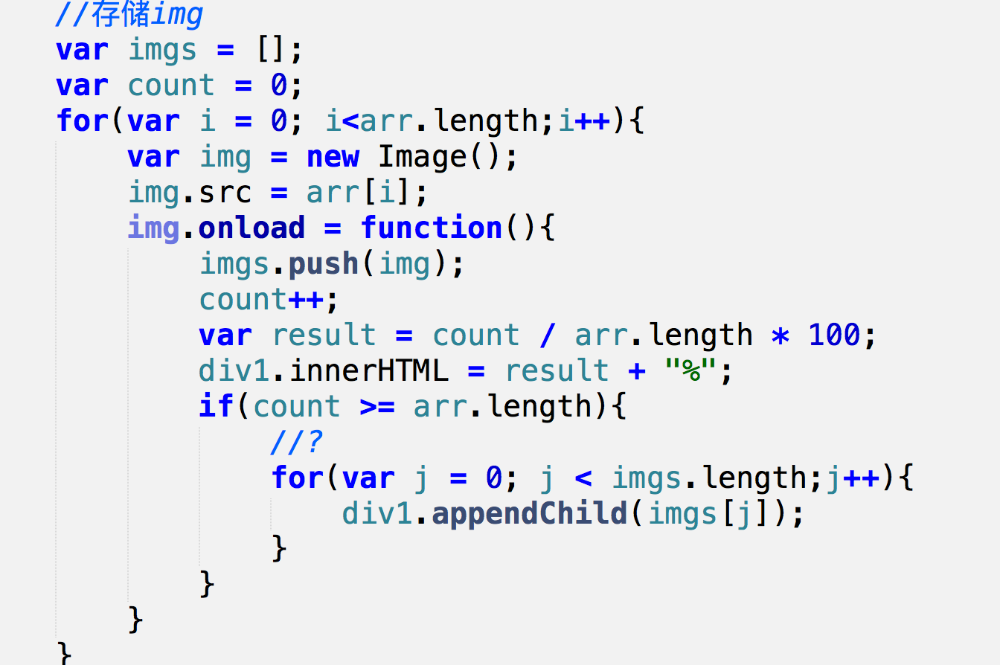 //存储img
var imgs = [];
var count = 0;
for(var i = 0; i<arr.length;i++){
var img = new Image();
img.src = arr[i];
img.onload = function(){
imgs.push(img);
count++;
var result = count / arr.length * 100;
div1.innerHTML = result + "%";
if(count >= arr.length){
//?
for(var j = 0; j < imgs.length;j++){
div1.appendChild(imgs[j]);
}
}
}
}